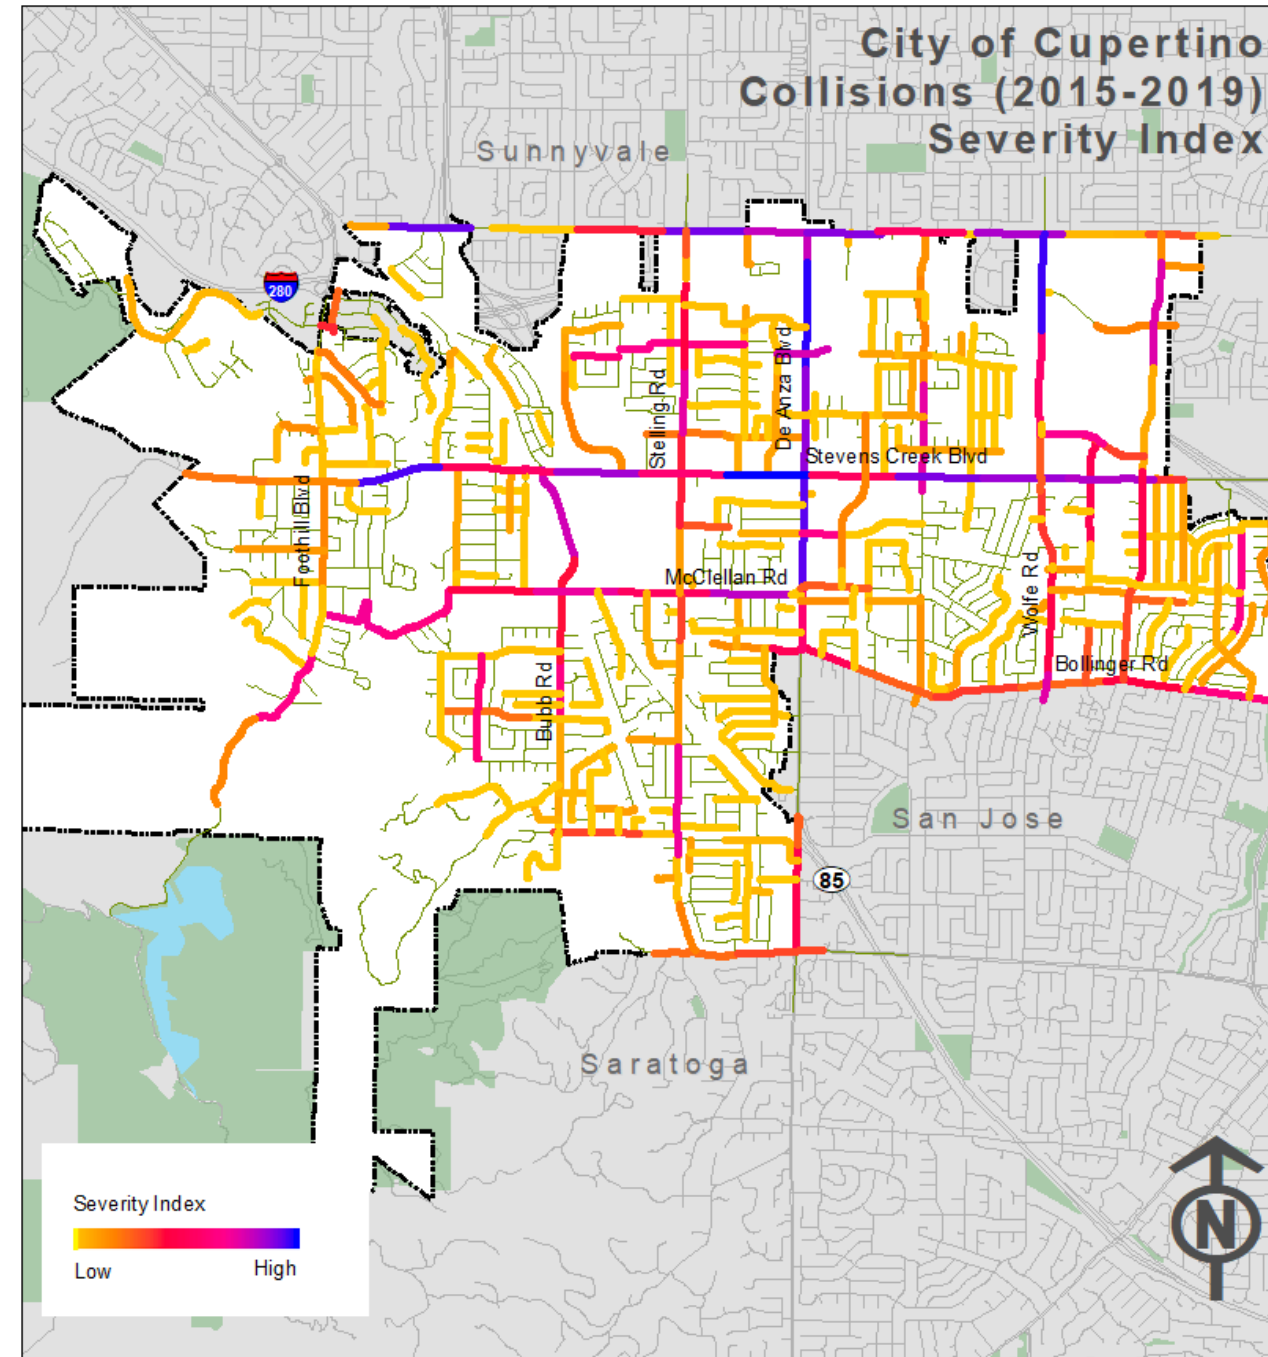 City of Cupertino
Collisions (2015-2019)
Severity Index
Sunnyvale
280
De Anza Blvd
Stelling Rd
Stevens Creek Blvd
Foothill Blvd
McClellan Rd
Wolfe Rd
Bollinger Rd
Bubb Rd
San Jose
85
Saratoga
Severity Index
Low
High
N